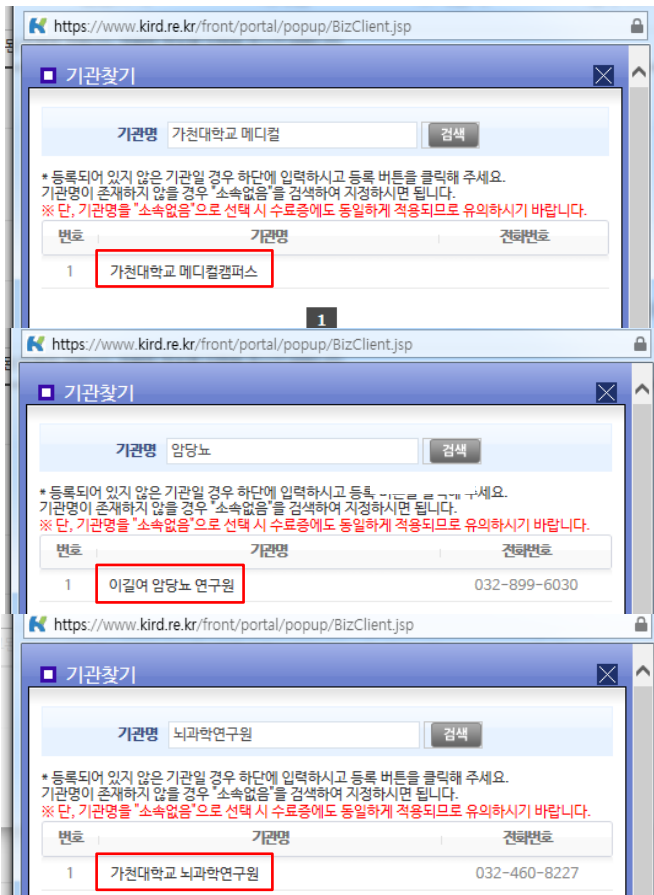 https://www.kird.re.kr/front/portal/popup/BizClient.jsp
기관찾기
기관명 가천대학교 메디컬 검색
* 등록되어 있지 않은 기관일 경우 하단에 입력하시고 등록 버튼을 클릭해 주세요.
기관명이 존재하지 않을 경우 "소속없음"을 검색하여 지정하시면 됩니다.
※ 단, 기관명을 "소속없음"으로 선택 시 수료증에도 동일하게 적용되므로 유의하시기 바랍니다.
번호 기관명 전화번호
1 가천대학교 메디컬캠퍼스
1
https://www.kird.re.kr/front/portal/popup/BizClient.jsp
기관찾기
기관명 암당뇨 검색
* 등록되어 있지 않은 기관일 경우 하단에 입력하시고 등록
기관명이 존재하지 않을 경우 "소속없음"을 검색하여 지정하시면 됩니다.
※ 단, 기관명을 "소속없음"으로 선택 시 수료증에도 동일하게 적용되므로 유의하시기 바랍니다.
번호 기관명 전화번호
1 이길여 암당뇨 연구원 032-899-6030
https://www.kird.re.kr/front/portal/popup/BizClient.jsp
기관찾기
기관명 뇌과학연구원 검색
* 등록되어 있지 않은 기관일 경우 하단에 입력하시고 등록 버튼을 클릭해 주세요.
기관명이 존재하지 않을 경우 "소속없음"을 검색하여 지정하시면 됩니다.
※ 단, 기관명을 "소속없음"으로 선택 시 수료증에도 동일하게 적용되므로 유의하시기 바랍니다.
번호 기관명 전화번호
1 가천대학교 뇌과학연구원 032-460-8227